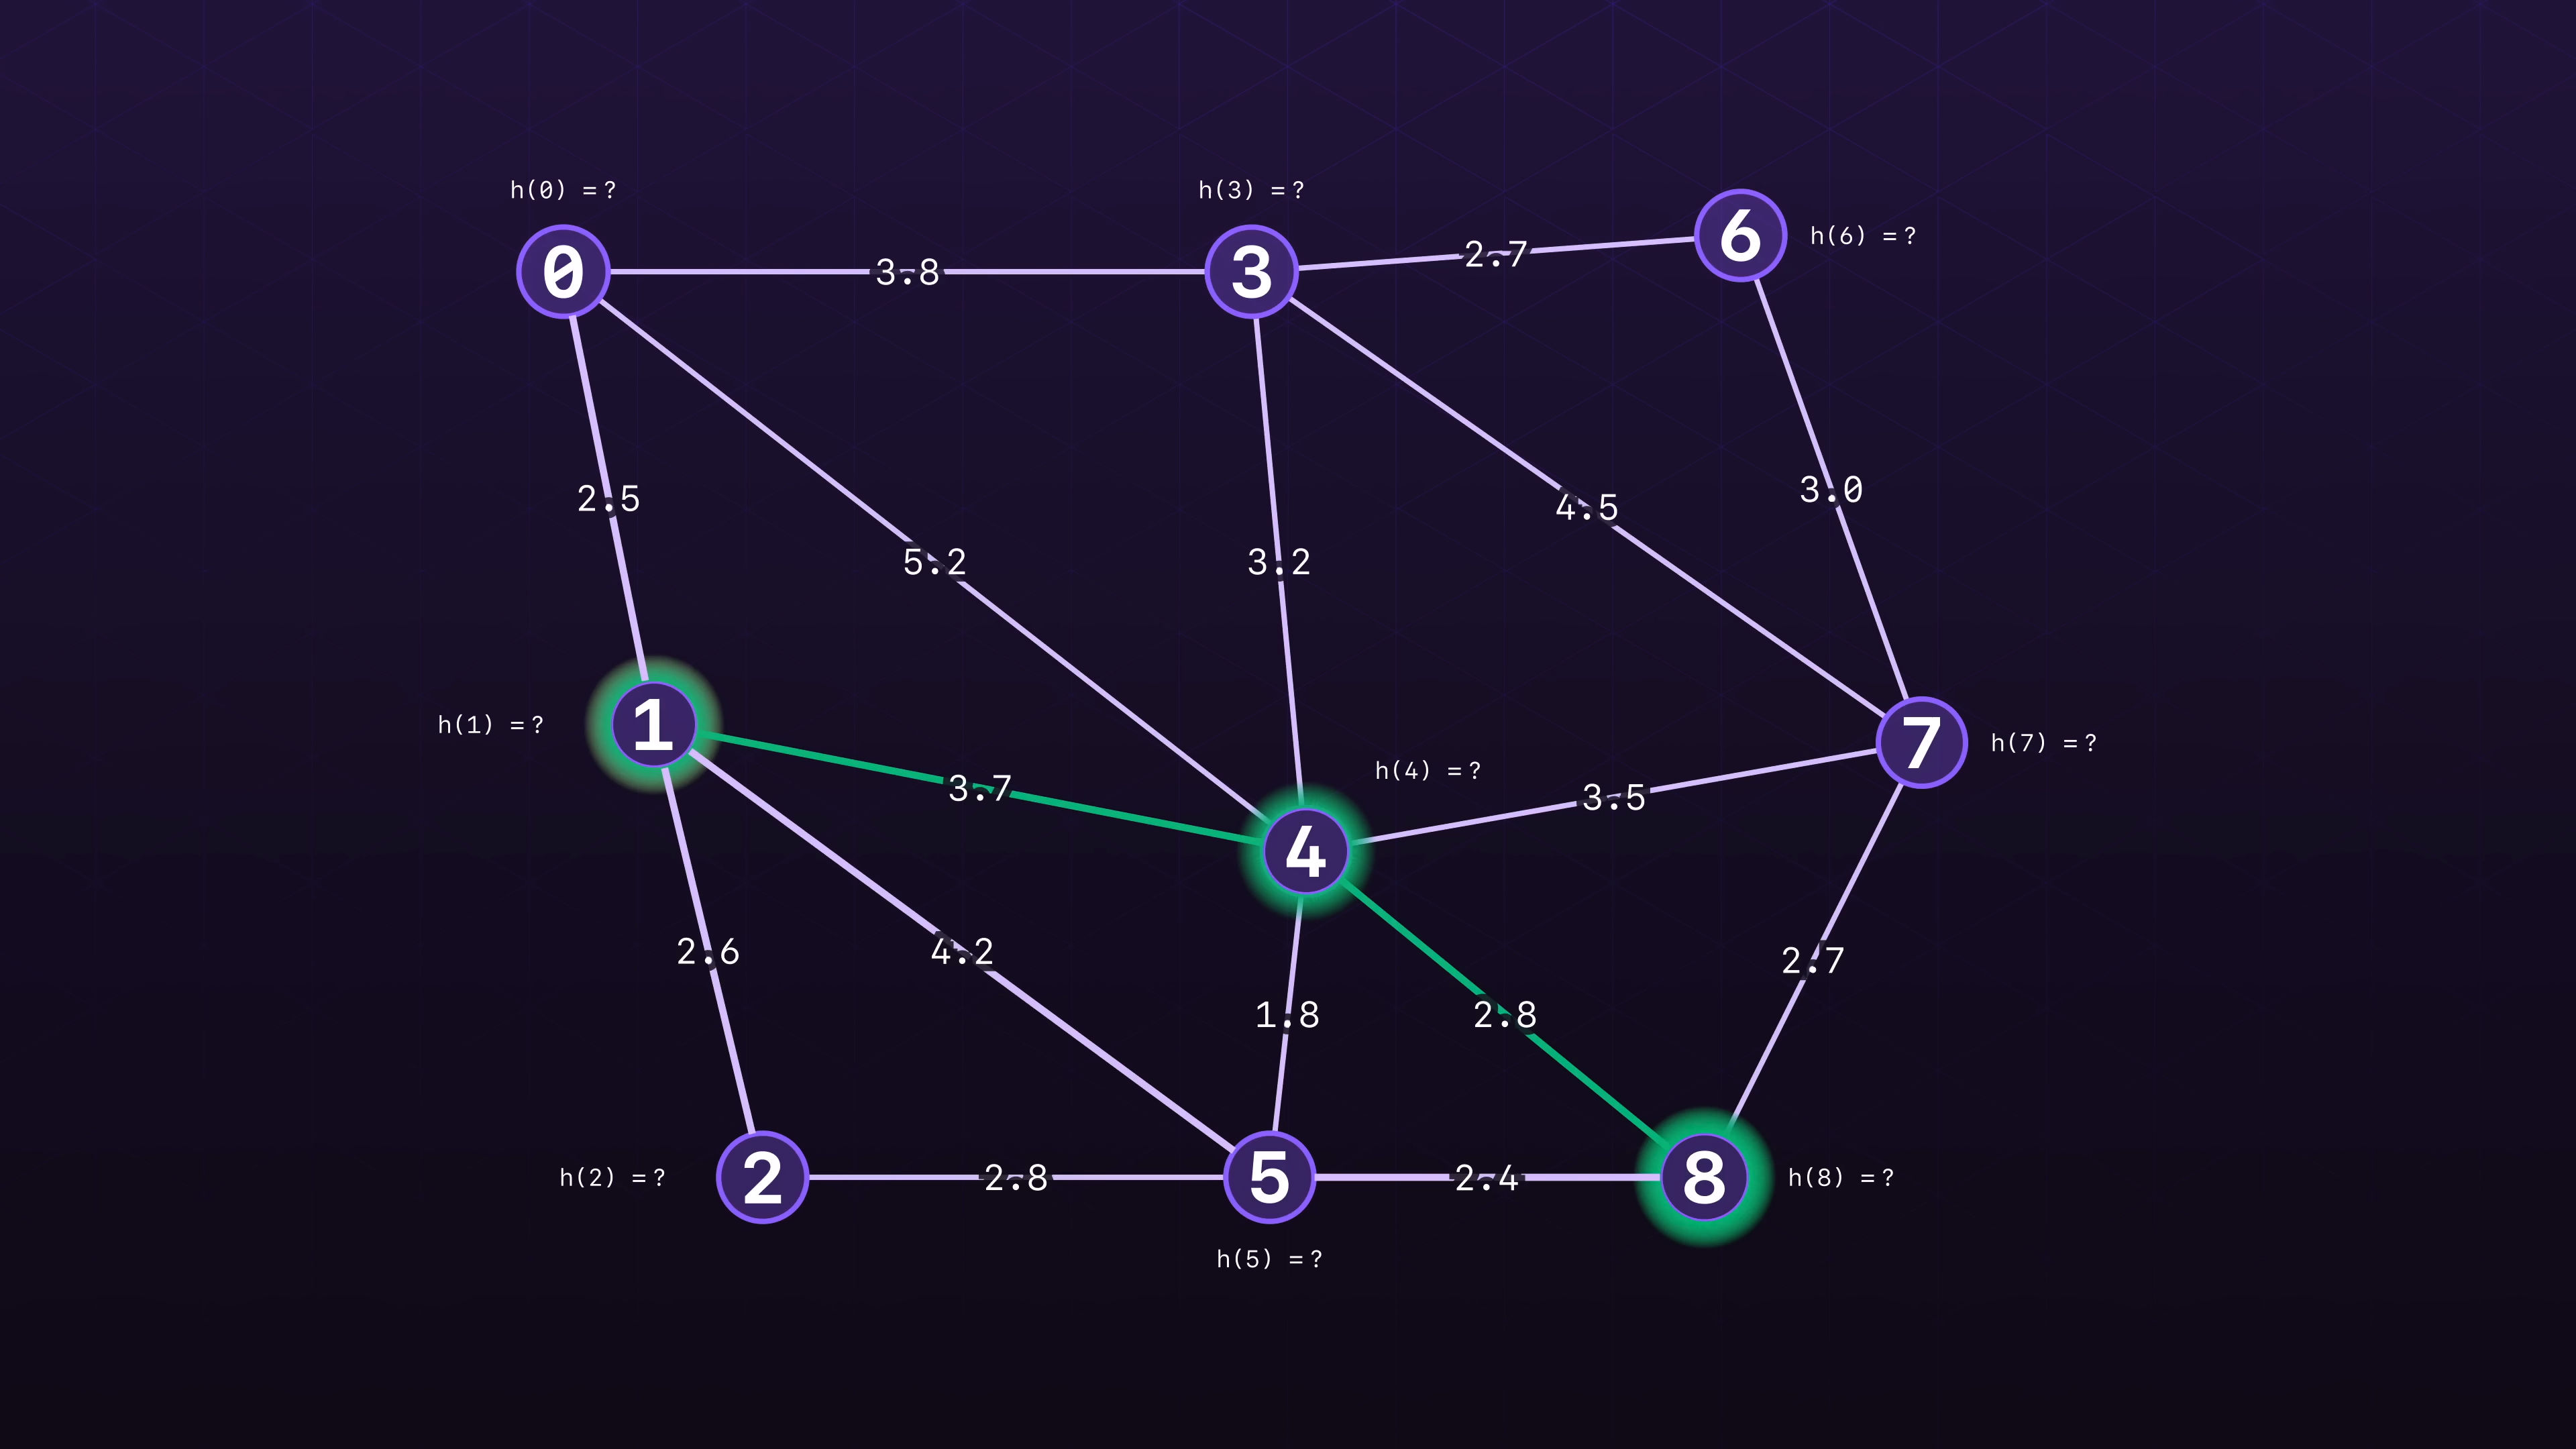 h(0) =?
h(3) =?
6
h(6) =?
0
3.8
3
2.7
2.5
5.2
3.2
4.5
3.0
h(1) =?
1
3.7
h(4) =?
7
h(7) =?
3.5
4
2.6
4.2
1.8
2.8
2.7
h(2) =?
2
2.8
5
2.4
8
h(8) =?
h(5) =?